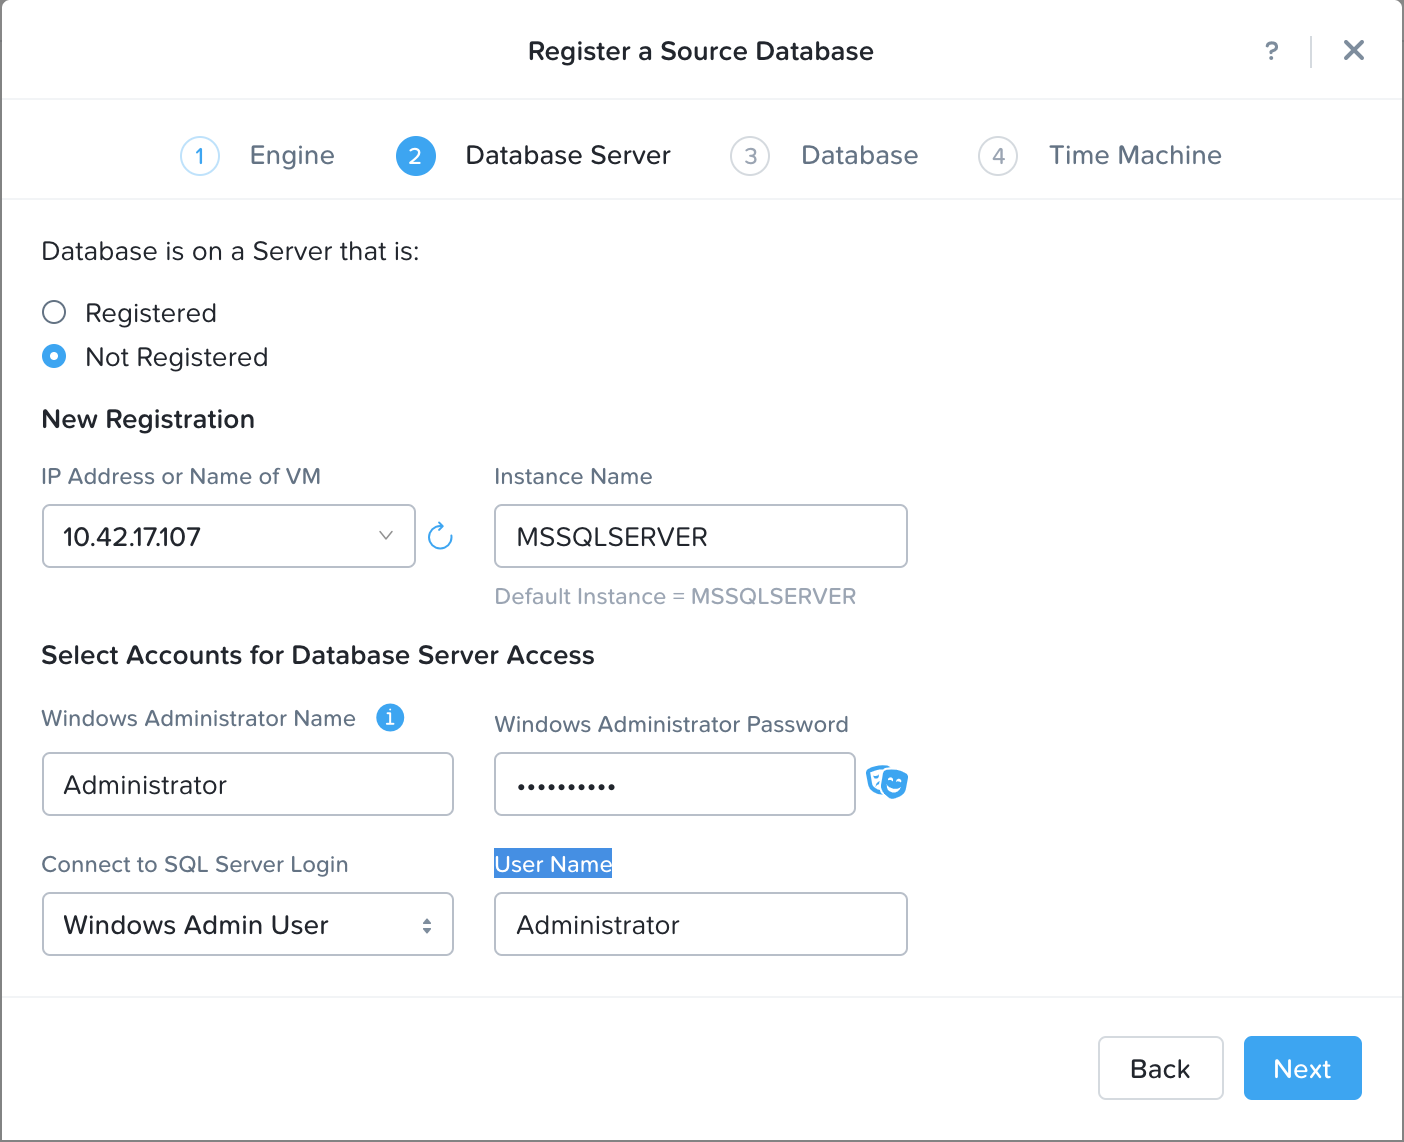 Register a Source Database ?
1 Engine 2 Database Server 3 Database 4 Time Machine
Database is on a Server that is:
Registered
Not Registered
New Registration
IP Address or Name of VM Instance Name
10.42.17.107 MSSQLSERVER
Default Instance = MSSQLSERVER
Select Accounts for Database Server Access
Windows Administrator Name i Windows Administrator Password
Administrator ••••••••••
Connect to SQL Server Login User Name
Windows Admin User Administrator
Back Next